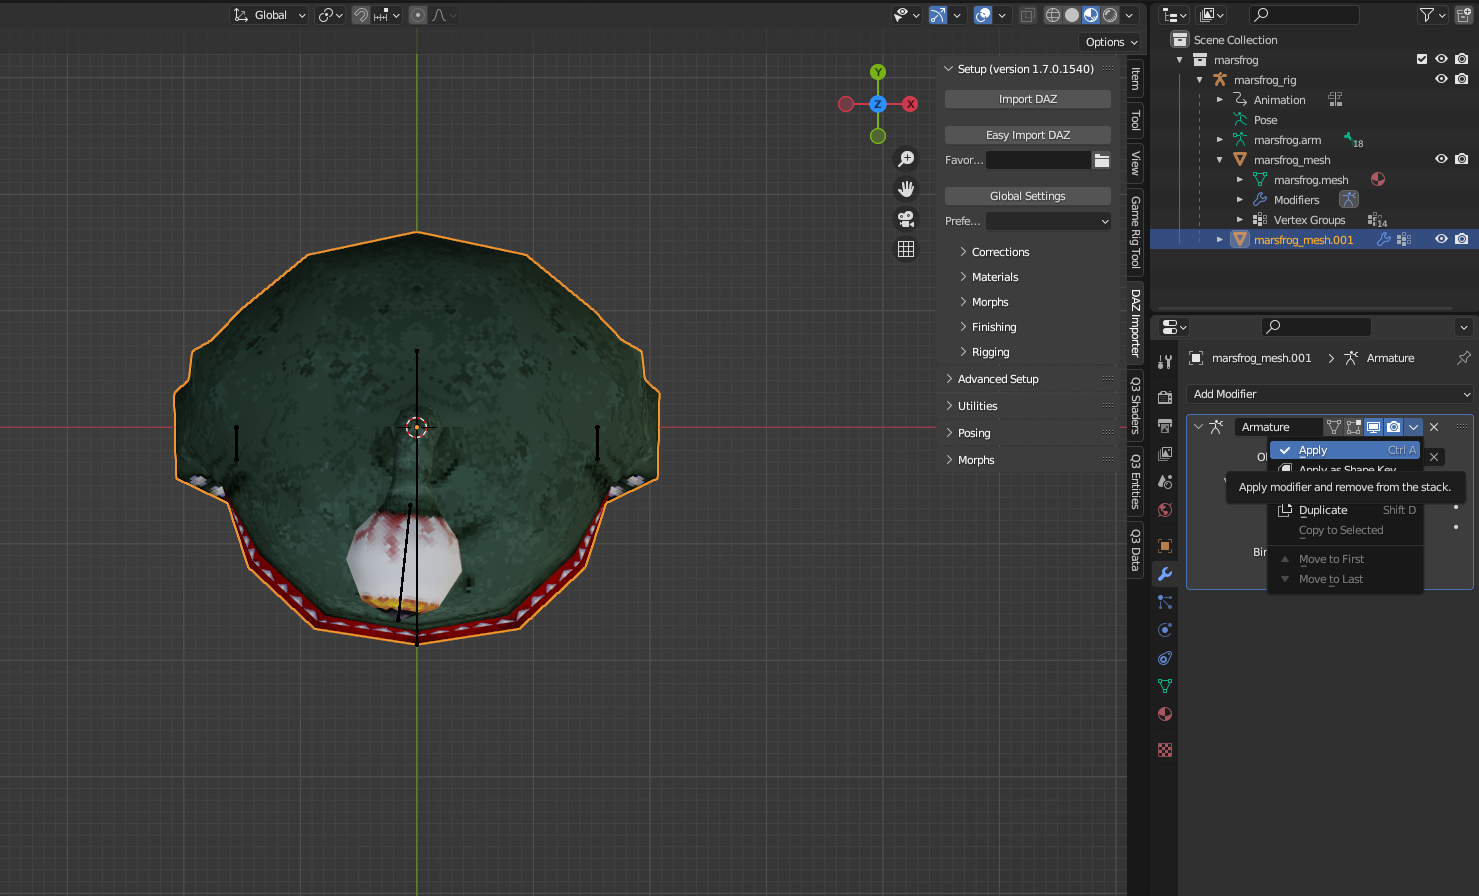 Global
Options
Y
X
Z
Setup (version 1.7.0.1540)
Import DAZ
Easy Import DAZ
Favor...
Global Settings
Prefe...
Corrections
Materials
Morphs
Finishing
Rigging
Advanced Setup
Utilities
Posing
Morphs
Item
Tool
View
Game Rig Tool
DAZ Importer
Q3 Shaders
Q3 Entities
Q3 Data
Scene Collection
marsfrog
marsfrog_rig
Animation
Pose
marsfrog.arm
18
marsfrog_mesh
marsfrog.mesh
Modifiers
Vertex Groups
14
marsfrog_mesh.001
marsfrog_mesh.001 > Armature
Add Modifier
Armature
Apply Ctrl A
Apply as Shape Key
Apply modifier and remove from the stack.
Duplicate Shift D
Copy to Selected
Move to First
Move to Last